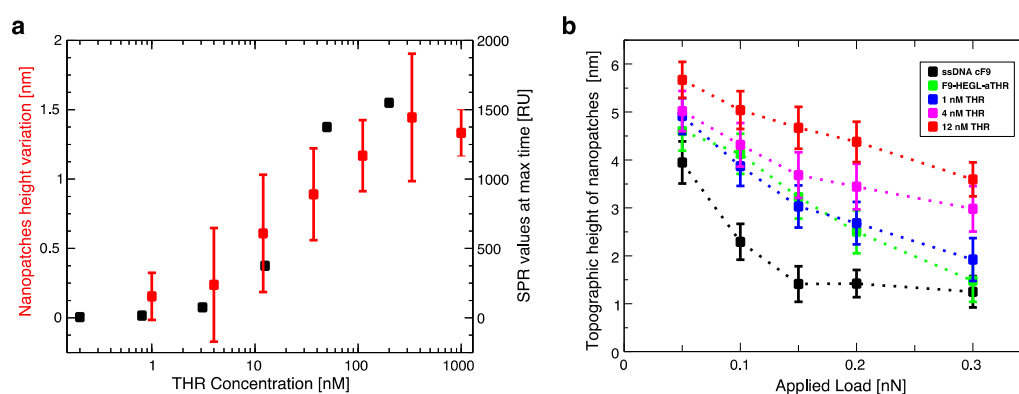 a
2
1.5
1
0.5
0
Nanopatches height variation [nm]
2000
1500
1000
500
0
SPR values at max time [RU]
1
10
100
1000
THR Concentration [nM]
b
6
5
4
3
2
1
0
Topographic height of nanopatches [nm]
ssDNA cF9
F9-HEGL-aTHR
1 nM THR
4 nM THR
12 nM THR
0
0.1
0.2
0.3
Applied Load [nN]